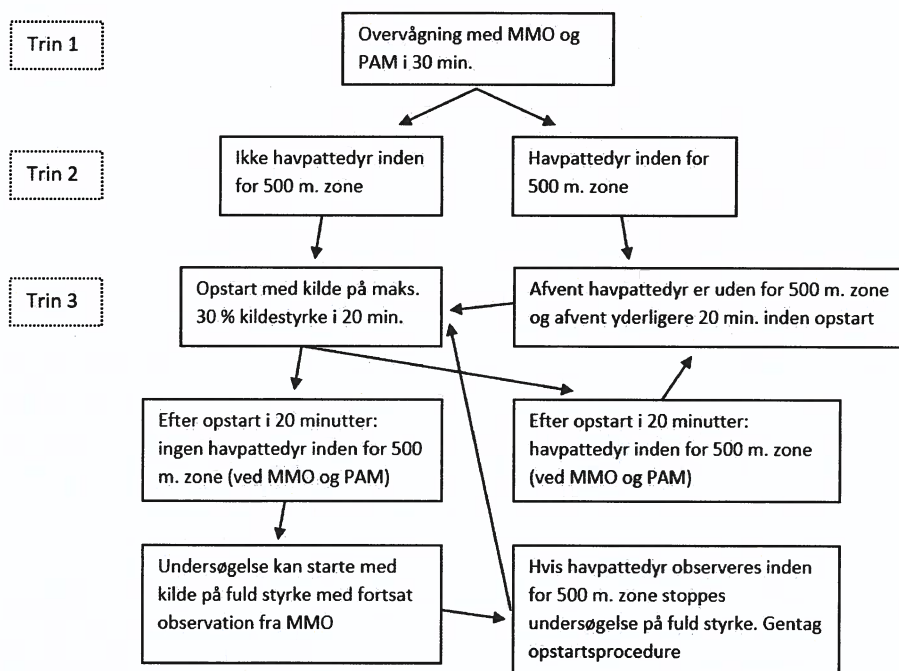 Trin 1
Overvågning med MMO og
PAM i 30 min.
Trin 2
Ikke havpattedyr inden
for 500 m. zone
Havpattedyr inden for
500 m. zone
Trin 3
Opstart med kilde på maks.
30 % kildestyrke i 20 min.
Afvent havpattedyr er uden for 500 m. zone
og afvent yderligere 20 min. inden opstart
Efter opstart i 20 minutter:
ingen havpattedyr inden for 500
m. zone (ved MMO og PAM)
Efter opstart i 20 minutter:
havpattedyr inden for 500 m. zone
(ved MMO og PAM)
Undersøgelse kan starte med
kilde på fuld styrke med fortsat
observation fra MMO
Hvis havpattedyr observeres inden
for 500 m. zone stoppes
undersøgelse på fuld styrke. Gentag
opstartsprocedure